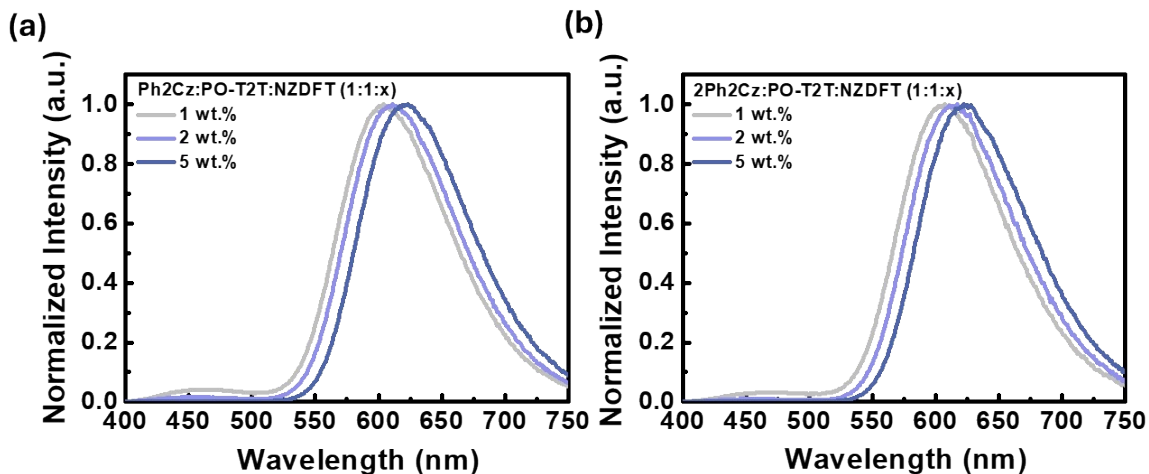 (a)
Normalized Intensity (a.u.)
1.0
0.8
0.6
0.4
0.2
0.0
Ph2Cz:PO-T2T:NZDFT (1:1:x)
1 wt.%
2 wt.%
5 wt.%
400 450 500 550 600 650 700 750
Wavelength (nm)
(b)
Normalized Intensity (a.u.)
1.0
0.8
0.6
0.4
0.2
0.0
2Ph2Cz:PO-T2T:NZDFT (1:1:x)
1 wt.%
2 wt.%
5 wt.%
400 450 500 550 600 650 700 750
Wavelength (nm)